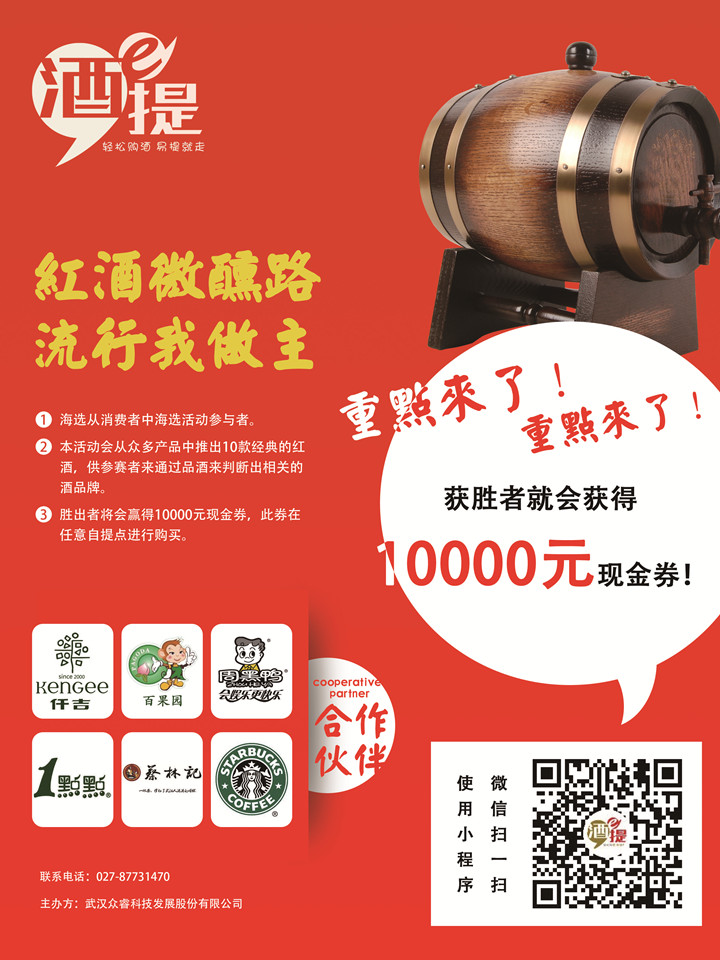 酒e提
轻松购酒 易提就走
紅酒微醺路
流行我做主
1 海选从消费者中海选活动参与者。
2 本活动会从众多产品中推出10款经典的红
酒，供参赛者来通过品酒来判断出相关的
酒品牌。
3 胜出者将会赢得10000元现金券，此券在
任意自提点进行购买。
重點來了！
重點來了！
获胜者就会获得
10000元现金券！
since 2000
KenGee
仟吉
PAGODA
百果园
周黑鸭®
会娱乐更快乐
1點點®
蔡林記
STARBUCKS
COFFEE
®
cooperative
partner
合作
伙伴
微信扫一扫
使用小程序
酒e提
联系电话：027-87731470
主办方：武汉众睿科技发展股份有限公司